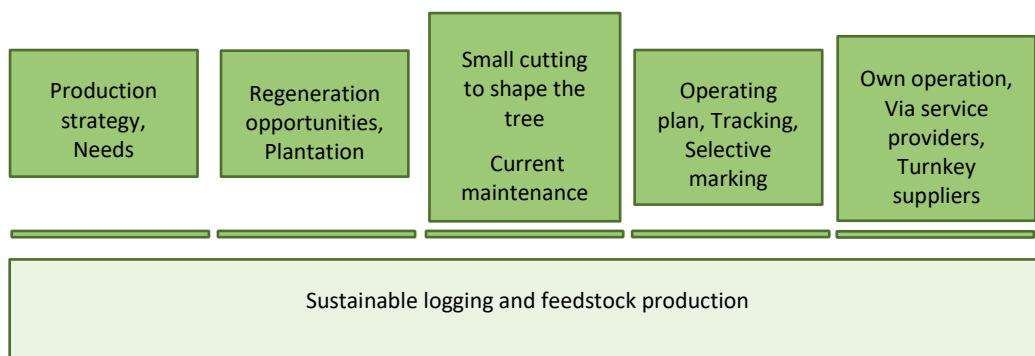 Production
strategy,
Needs
Regeneration
opportunities,
Plantation
Small cutting
to shape the
tree
Current
maintenance
Operating
plan, Tracking,
Selective
marking
Own operation,
Via service
providers,
Turnkey
suppliers
Sustainable logging and feedstock production